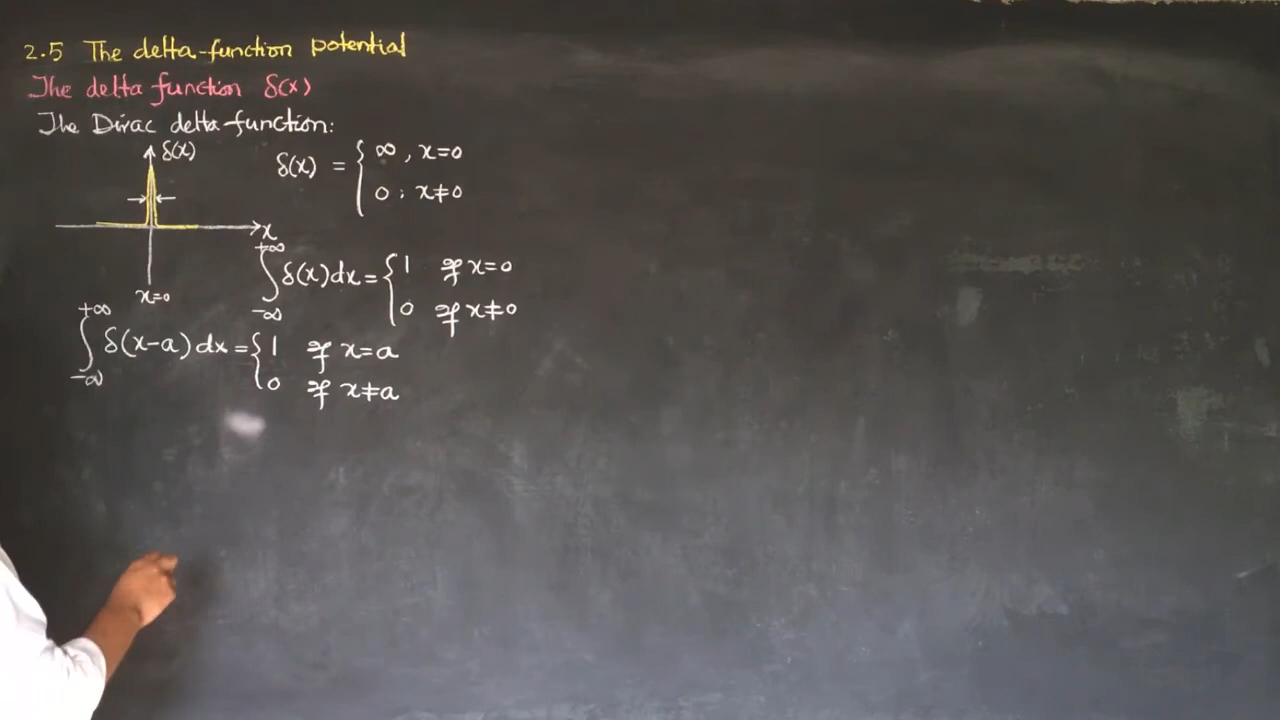 2.5 The delta-function potential
The delta function δ(x)
The Dirac delta-function:
δ(x)
δ(x) = { ∞ , x=0
0 ; x≠0
x
x=0
+∞
∫ δ(x)dx = { 1 if x=0
-∞
0 if x≠0
+∞
∫ δ(x-a) dx = { 1 if x=a
-∞
0 if x≠a